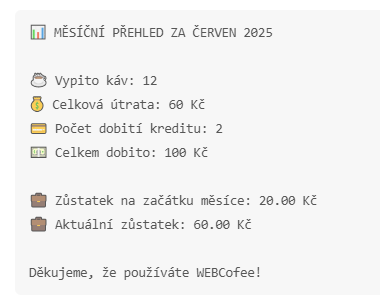 📊 MĚSÍČNÍ PŘEHLED ZA ČERVEN 2025
☕ Vypito káv: 12
💰 Celková útrata: 60 Kč
💳 Počet dobití kreditu: 2
💵 Celkem dobito: 100 Kč
💼 Zůstatek na začátku měsíce: 20.00 Kč
💼 Aktuální zůstatek: 60.00 Kč
Děkujeme, že používáte WEBCofee!